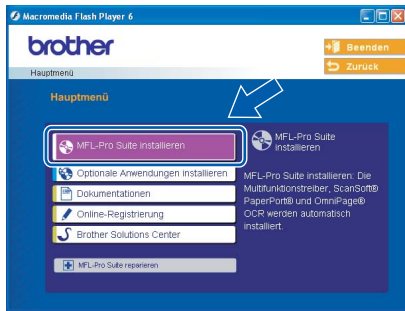 Macromedia Flash Player 6
brother
Beenden
Zurück
Hauptmenü
Hauptmenü
MFL-Pro Suite installieren
Optionale Anwendungen installieren
Dokumentationen
Online-Registrierung
Brother Solutions Center
MFL-Pro Suite reparieren
MFL-Pro Suite
installieren
MFL-Pro Suite installieren: Die
Multifunktionstreiber, ScanSoft®
PaperPort® und OmniPage®
OCR werden automatisch
installiert.